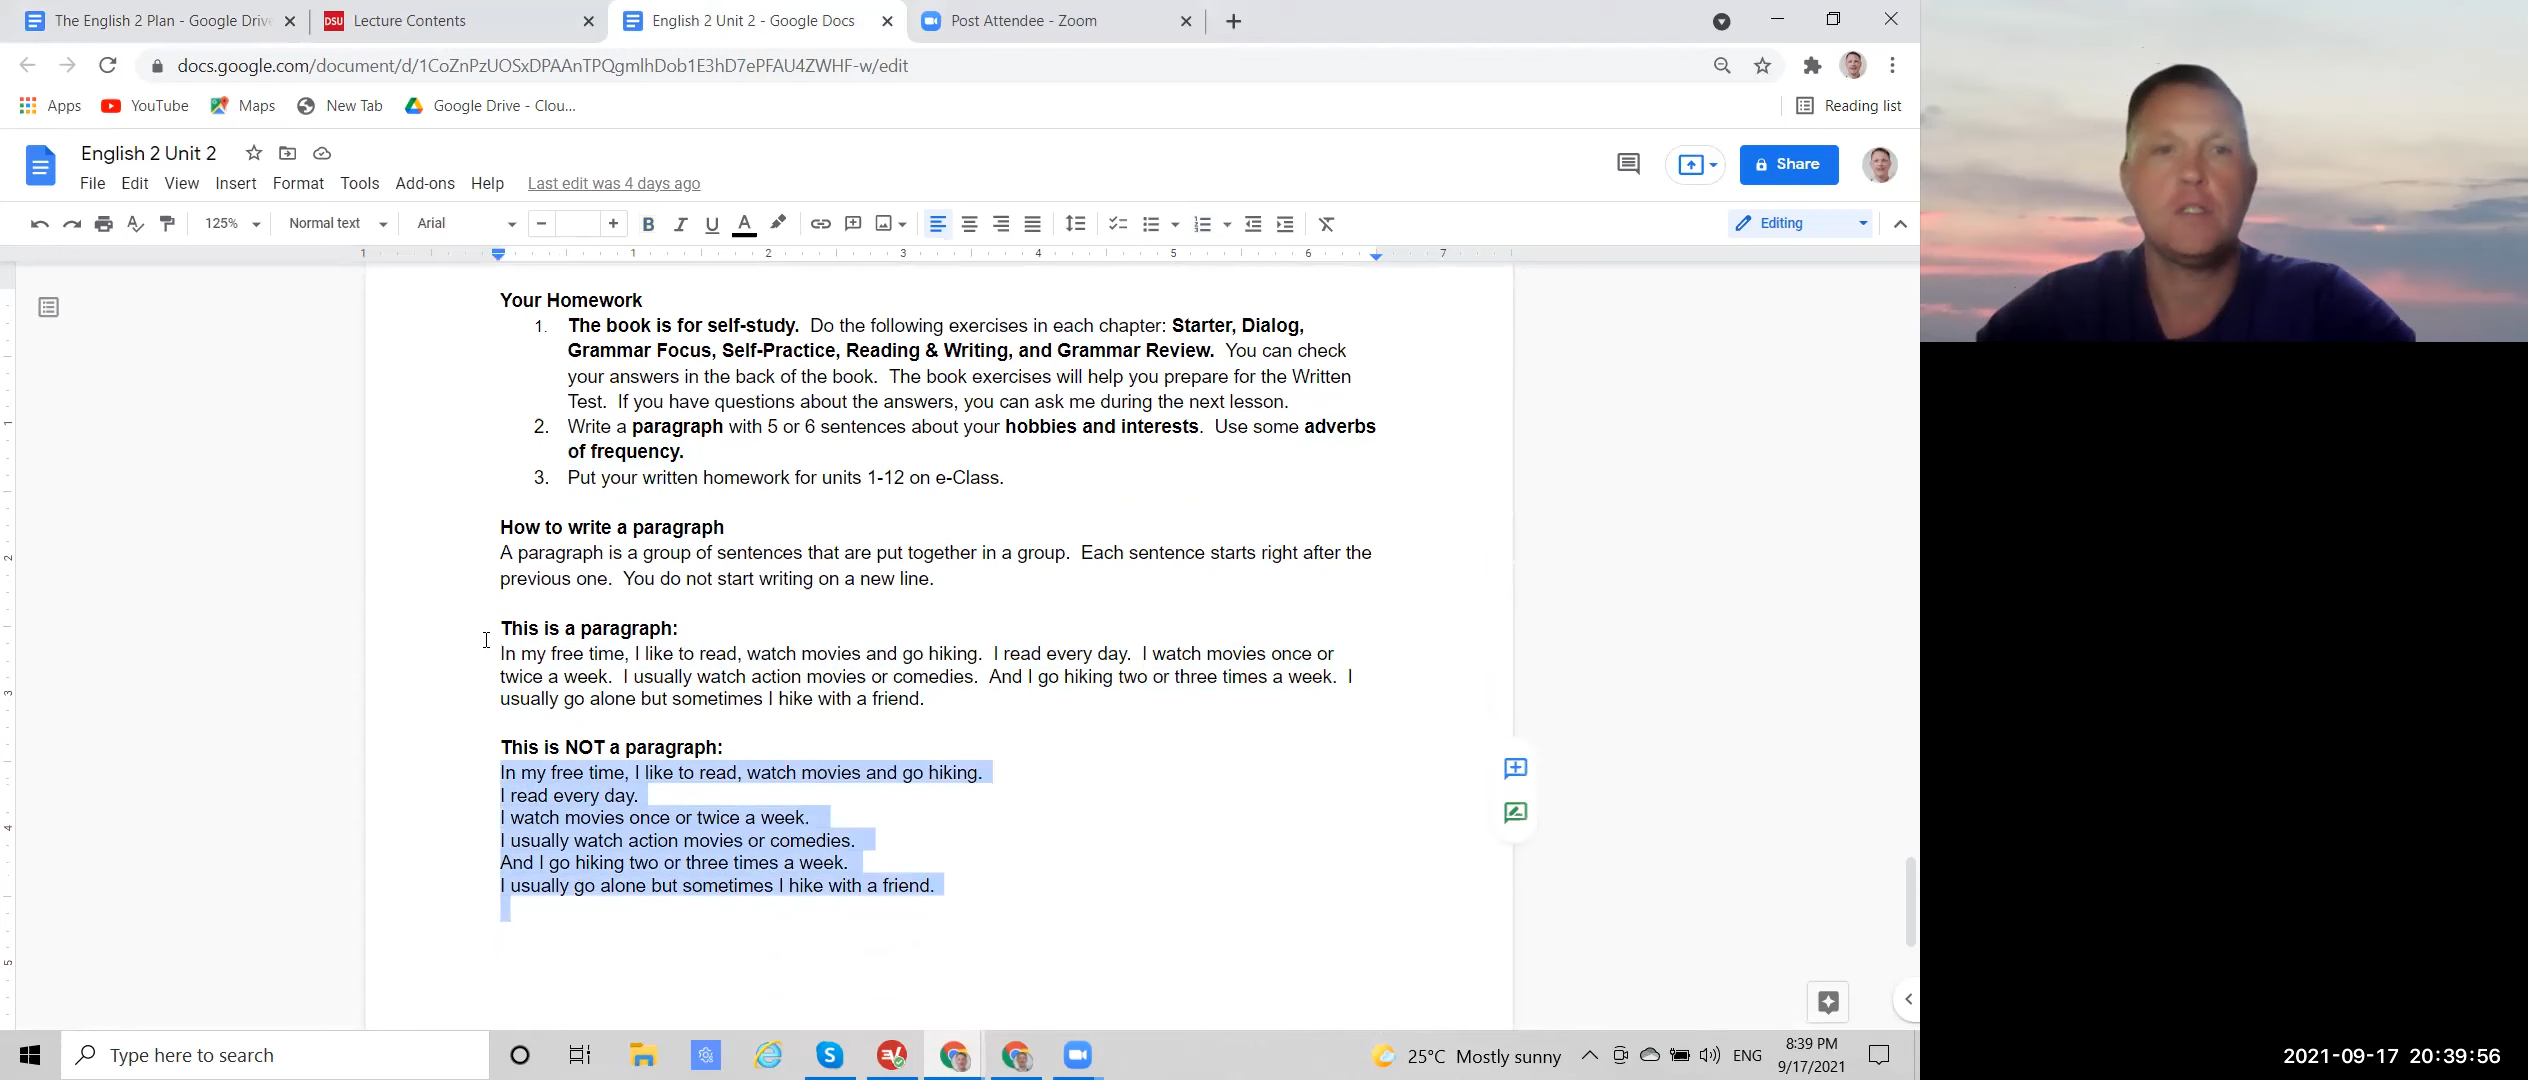 The English 2 Plan - Google Drive
DSU Lecture Contents
English 2 Unit 2 - Google Docs
Post Attendee - Zoom
docs.google.com/document/d/1CoZnPzUOSxDPAAnTPQgmIhDob1E3hD7ePFAU4ZWHF-w/edit
Apps YouTube Maps New Tab Google Drive - Clou... Reading list
English 2 Unit 2
Share
File Edit View Insert Format Tools Add-ons Help Last edit was 4 days ago
125% Normal text Arial B I U A Editing
1 1 2 3 4 5 6 7
Your Homework
1. The book is for self-study. Do the following exercises in each chapter: Starter, Dialog,
Grammar Focus, Self-Practice, Reading & Writing, and Grammar Review. You can check
your answers in the back of the book. The book exercises will help you prepare for the Written
Test. If you have questions about the answers, you can ask me during the next lesson.
2. Write a paragraph with 5 or 6 sentences about your hobbies and interests. Use some adverbs
of frequency.
3. Put your written homework for units 1-12 on e-Class.
How to write a paragraph
A paragraph is a group of sentences that are put together in a group. Each sentence starts right after the
previous one. You do not start writing on a new line.
This is a paragraph:
In my free time, I like to read, watch movies and go hiking. I read every day. I watch movies once or
twice a week. I usually watch action movies or comedies. And I go hiking two or three times a week. I
usually go alone but sometimes I hike with a friend.
This is NOT a paragraph:
In my free time, I like to read, watch movies and go hiking.
I read every day.
I watch movies once or twice a week.
I usually watch action movies or comedies.
And I go hiking two or three times a week.
I usually go alone but sometimes I hike with a friend.
1
2
3
4
5
Type here to search
25°C Mostly sunny
ENG
8:39 PM
9/17/2021
2021-09-17 20:39:56